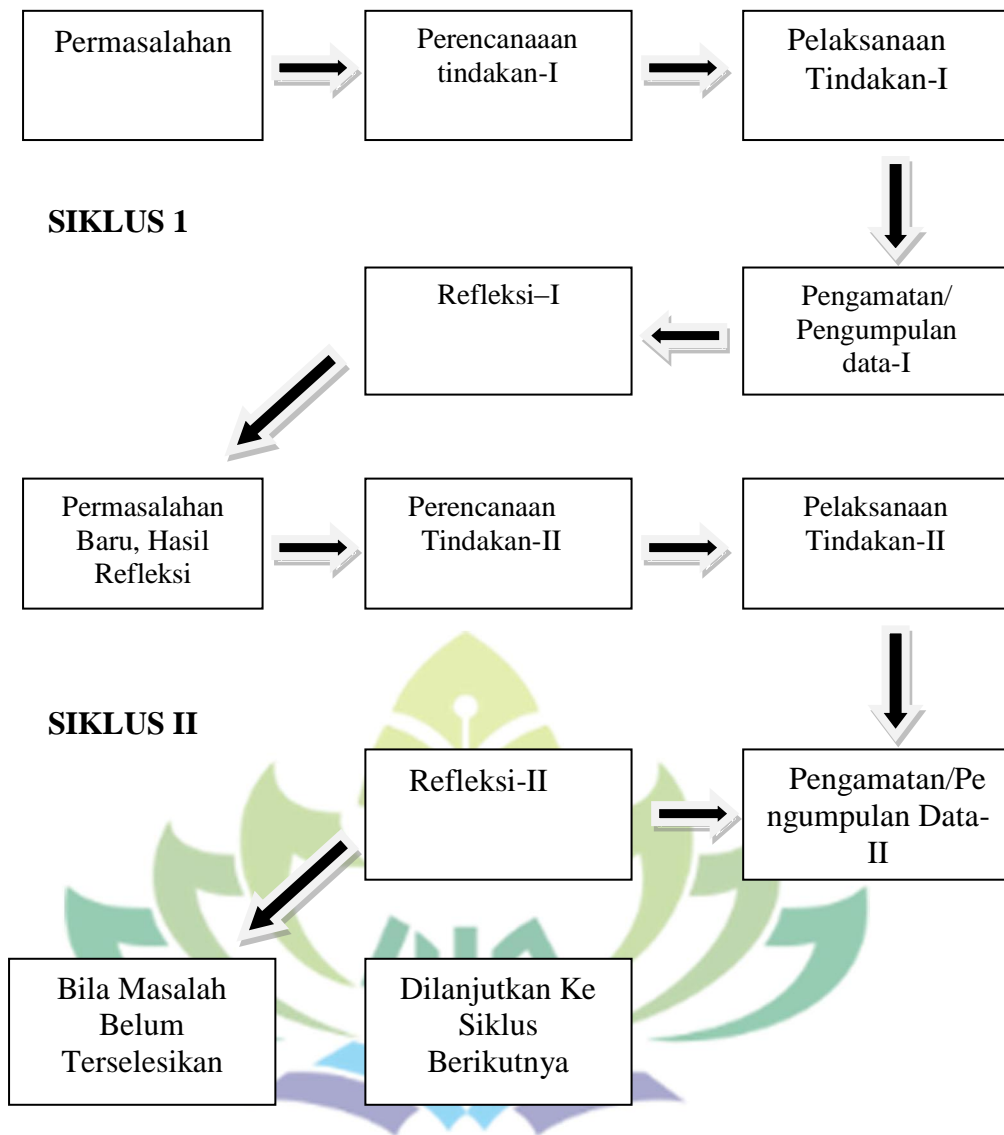 Permasalahan
Perencanaaan
tindakan-I
Pelaksanaan
Tindakan-I
SIKLUS 1
Refleksi–I
Pengamatan/
Pengumpulan
data-I
Permasalahan
Baru, Hasil
Refleksi
Perencanaan
Tindakan-II
Pelaksanaan
Tindakan-II
SIKLUS II
Refleksi-II
Pengamatan/Pe
ngumpulan Data-
II
Bila Masalah
Belum
Terselesikan
Dilanjutkan Ke
Siklus
Berikutnya